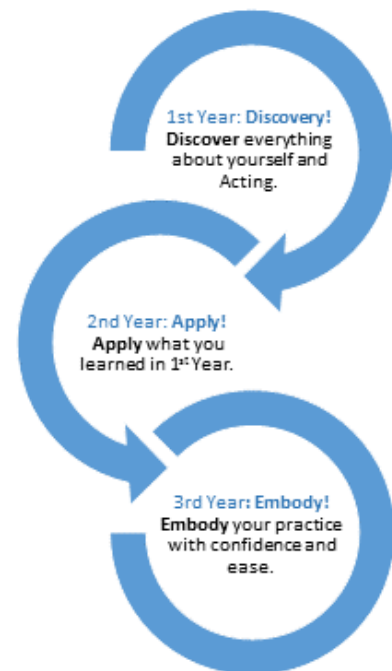 1st Year: Discovery!
Discover everything
about yourself and
Acting.
2nd Year: Apply!
Apply what you
learned in 1st Year.
3rd Year: Embody!
Embody your practice
with confidence and
ease.